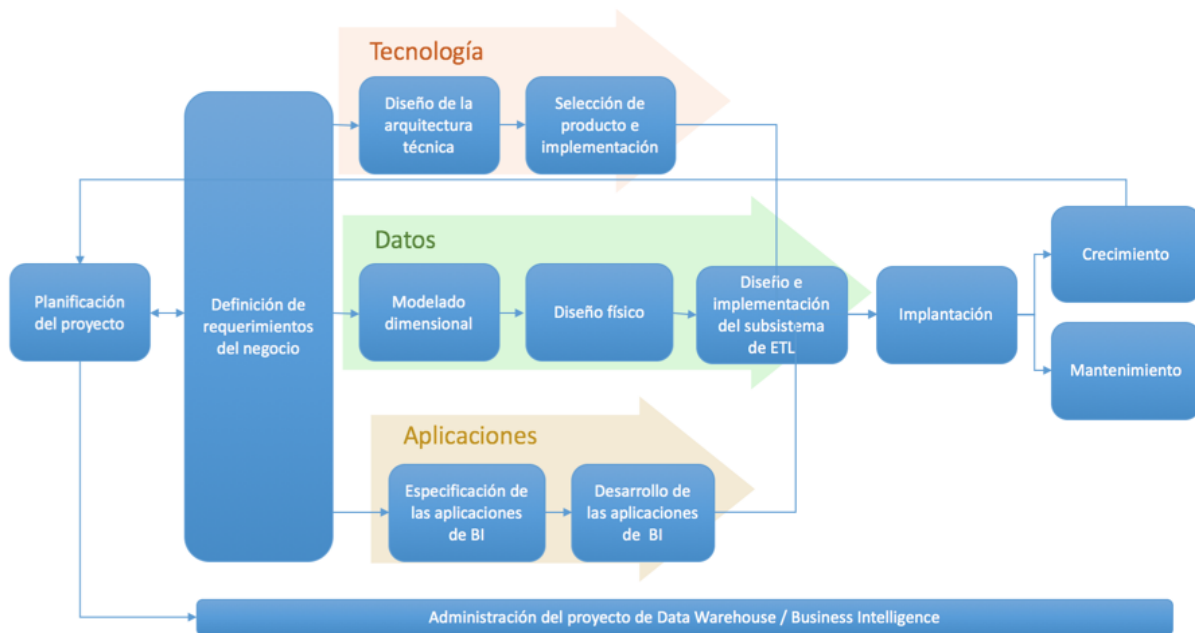 Tecnología
Diseño de la
arquitectura
técnica
Selección de
producto e
implementación
Datos
Planificación
del proyecto
Definición de
requerimientos
del negocio
Modelado
dimensional
Diseño físico
Diseño e
implementación
del subsistema
de ETL
Implantación
Crecimiento
Mantenimiento
Aplicaciones
Especificación de
las aplicaciones
de BI
Desarrollo de
las aplicaciones
de BI
Administración del proyecto de Data Warehouse / Business Intelligence